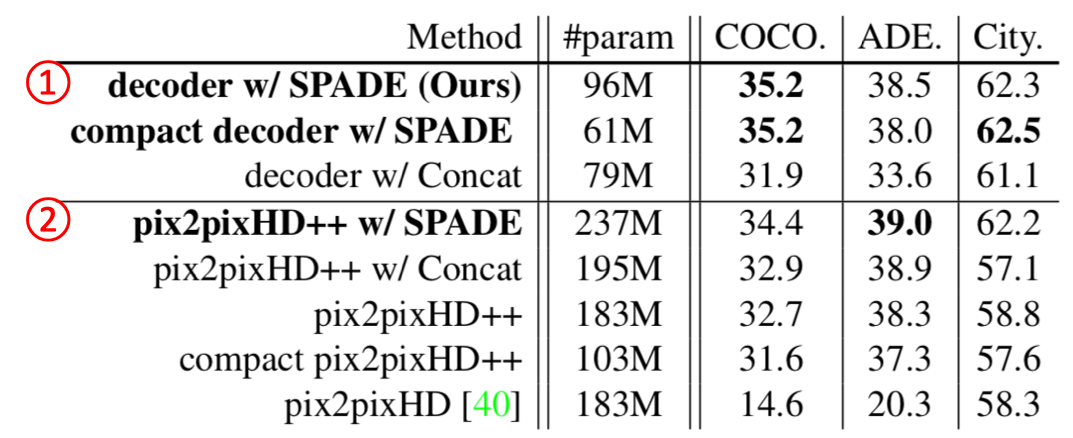 Method #param COCO. ADE. City.
① decoder w/ SPADE (Ours) 96M 35.2 38.5 62.3
compact decoder w/ SPADE 61M 35.2 38.0 62.5
decoder w/ Concat 79M 31.9 33.6 61.1
② pix2pixHD++ w/ SPADE 237M 34.4 39.0 62.2
pix2pixHD++ w/ Concat 195M 32.9 38.9 57.1
pix2pixHD++ 183M 32.7 38.3 58.8
compact pix2pixHD++ 103M 31.6 37.3 57.6
pix2pixHD [40] 183M 14.6 20.3 58.3